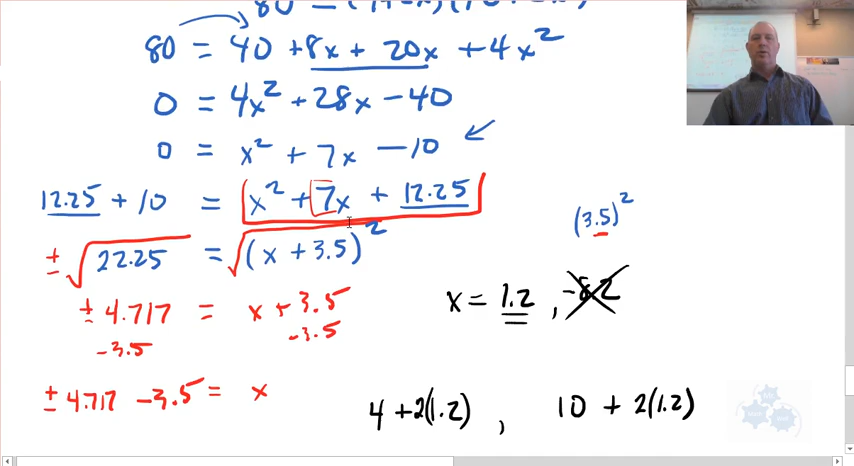 80 = 40 + 8x + 20x + 4x²
0 = 4x² + 28x - 40
0 = x² + 7x - 10
12.25 + 10 = x² + 7x + 12.25
(3.5)²
± √22.25 = √(x + 3.5)²
x = 1.2 , -8.2
± 4.717 = x + 3.5
-3.5 -3.5
± 4.717 - 3.5 = x
4 + 2(1.2) , 10 + 2(1.2)